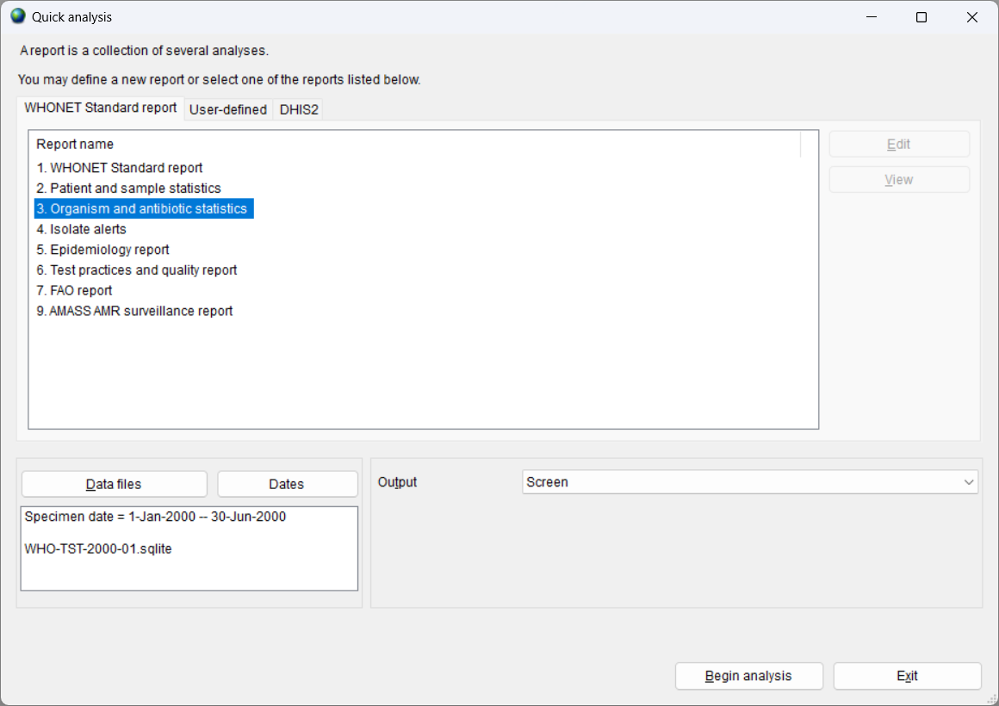 Quick analysis
A report is a collection of several analyses.
You may define a new report or select one of the reports listed below.
WHONET Standard report User-defined DHIS2
Report name
1. WHONET Standard report
2. Patient and sample statistics
3. Organism and antibiotic statistics
4. Isolate alerts
5. Epidemiology report
6. Test practices and quality report
7. FAO report
9. AMASS AMR surveillance report
Edit
View
Data files Dates
Specimen date = 1-Jan-2000 -- 30-Jun-2000
WHO-TST-2000-01.sqlite
Output Screen
Begin analysis Exit